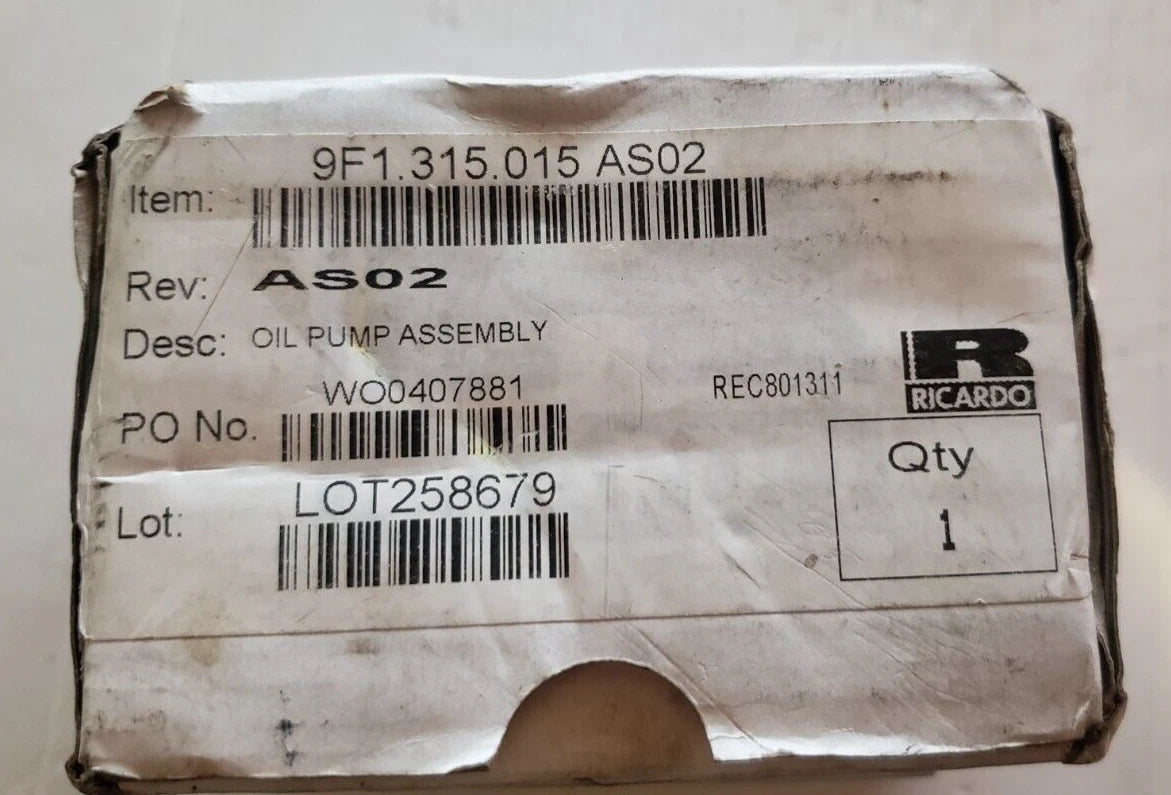 9F1.315.015 AS02
Item:
Rev: AS02
Desc: OIL PUMP ASSEMBLY
WO0407881
REC801311
R
RICARDO
PO No.
Qty
LOT258679
Lot:
1